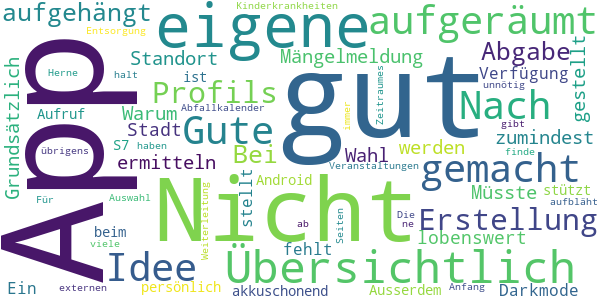 Kinderkrankheiten
aufgehängt
eigene
aufgeräumt
Entsorgung
Standort
Mängelmeldung
Abgabe
gestellt
Herne
halt
ist
Profils
Verfügung
unnötig
Grundsätzlich
App
Aufruf
Abfallkalender
Zeitraumes
gut
Nach
Warum
Stadt
Gute
immer
zumindest
übrigens
S7
haben
Bei
Wahl
werden
gibt
finde
ermitteln
Veranstaltungen
gemacht
Für
Auswahl
stellt
Android
Nicht
Müsste
stützt
aufbläht
viele
Weiterleitung
ab
Seiten
Die
ne
Erstellung
beim
fehlt
lobenswert
Idee
Übersichtlich
Ein
externen
persönlich
akkuschonend
Ausserdem
Anfang
Darkmode